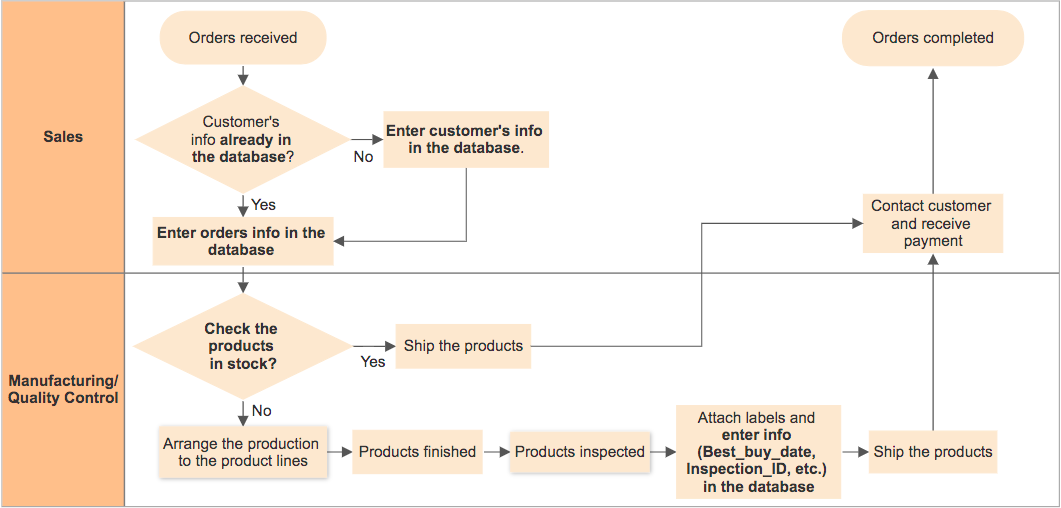 Sales
Orders received
Customer's
info already in
the database?
No
Enter customer's info
in the database.
Yes
Enter orders info in the
database
Orders completed
Contact customer
and receive
payment
Manufacturing/
Quality Control
Check the
products
in stock?
Yes
Ship the products
No
Arrange the production
to the product lines
Products finished
Products inspected
Attach labels and
enter info
(Best_buy_date,
Inspection_ID, etc.)
in the database
Ship the products